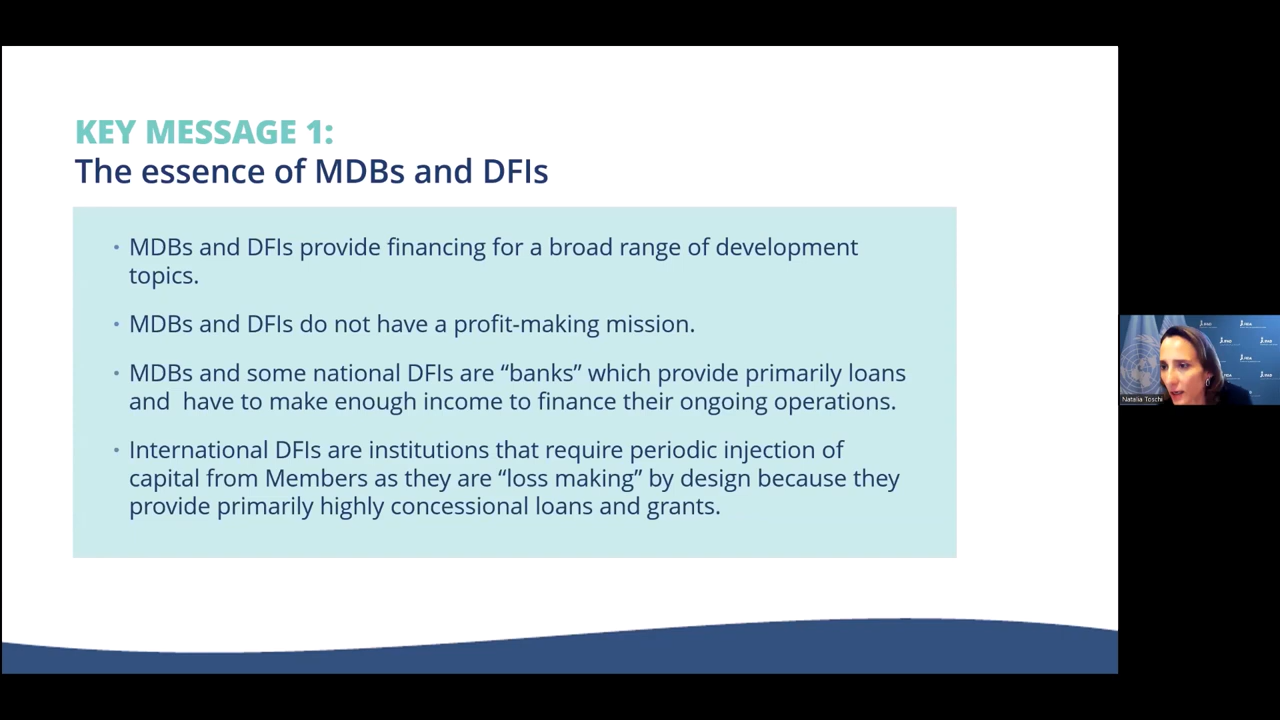 KEY MESSAGE 1:
The essence of MDBs and DFIs
• MDBs and DFIs provide financing for a broad range of development
topics.
• MDBs and DFIs do not have a profit-making mission.
• MDBs and some national DFIs are “banks” which provide primarily loans
and  have to make enough income to finance their ongoing operations.
• International DFIs are institutions that require periodic injection of
capital from Members as they are “loss making” by design because they
provide primarily highly concessional loans and grants.
Natalia Toschi